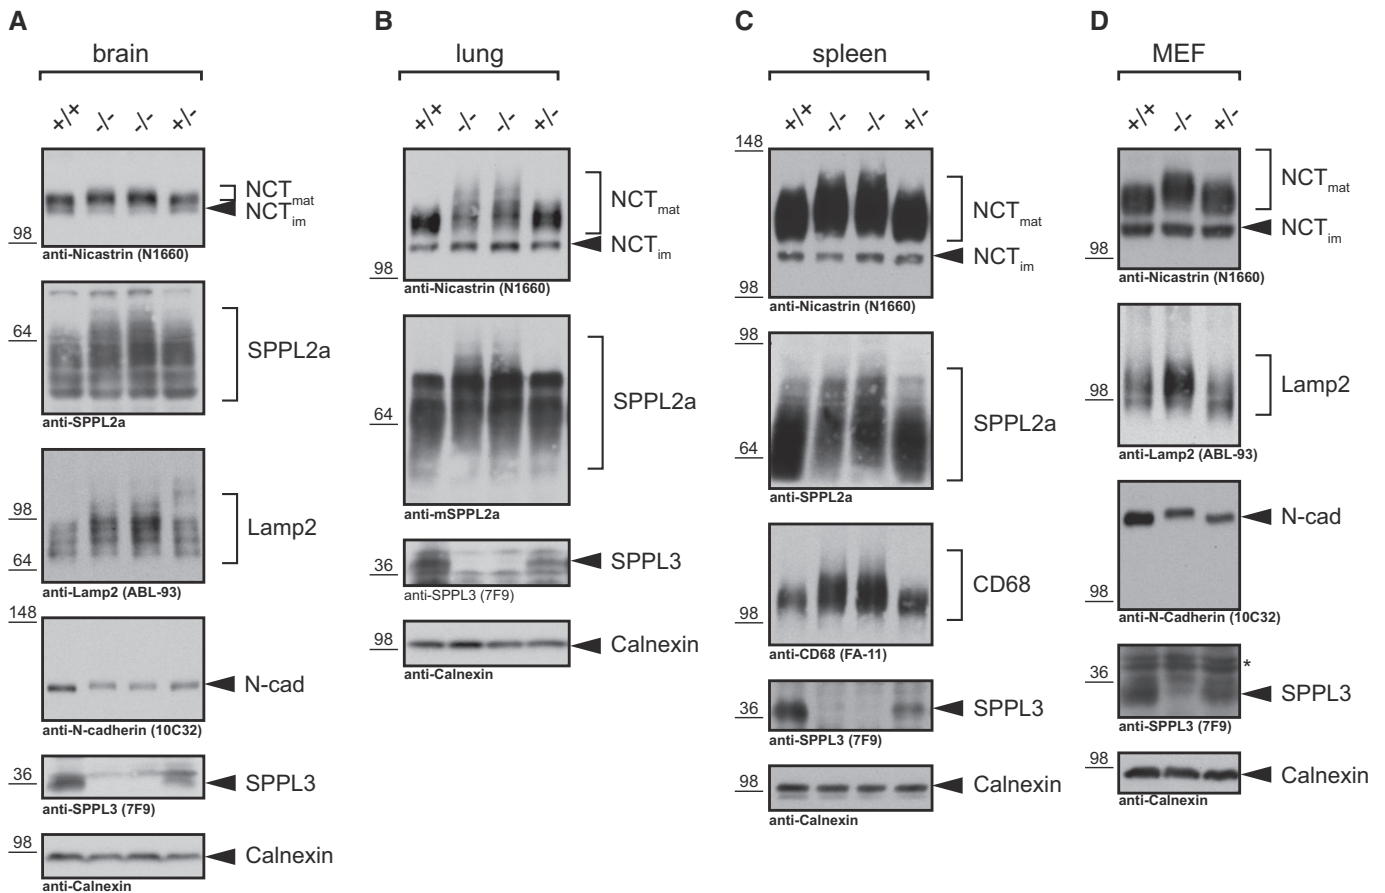 A
brain
+/+ -/- -/- +/-
NCTmat
NCTim
98
anti-Nicastrin (N1660)
64
SPPL2a
anti-SPPL2a
98
Lamp2
64
anti-Lamp2 (ABL-93)
148
N-cad
anti-N-cadherin (10C32)
36
SPPL3
anti-SPPL3 (7F9)
98
Calnexin
anti-Calnexin
B
lung
+/+ -/- -/- +/-
NCTmat
NCTim
98
anti-Nicastrin (N1660)
SPPL2a
64
anti-mSPPL2a
36
SPPL3
anti-SPPL3 (7F9)
98
Calnexin
anti-Calnexin
C
spleen
+/+ -/- -/- +/-
148
NCTmat
NCTim
98
anti-Nicastrin (N1660)
98
SPPL2a
64
anti-SPPL2a
CD68
98
anti-CD68 (FA-11)
36
SPPL3
anti-SPPL3 (7F9)
98
Calnexin
anti-Calnexin
D
MEF
+/+ -/- +/-
NCTmat
NCTim
98
anti-Nicastrin (N1660)
98
Lamp2
anti-Lamp2 (ABL-93)
N-cad
98
anti-N-Cadherin (10C32)
*
36
SPPL3
anti-SPPL3 (7F9)
98
Calnexin
anti-Calnexin